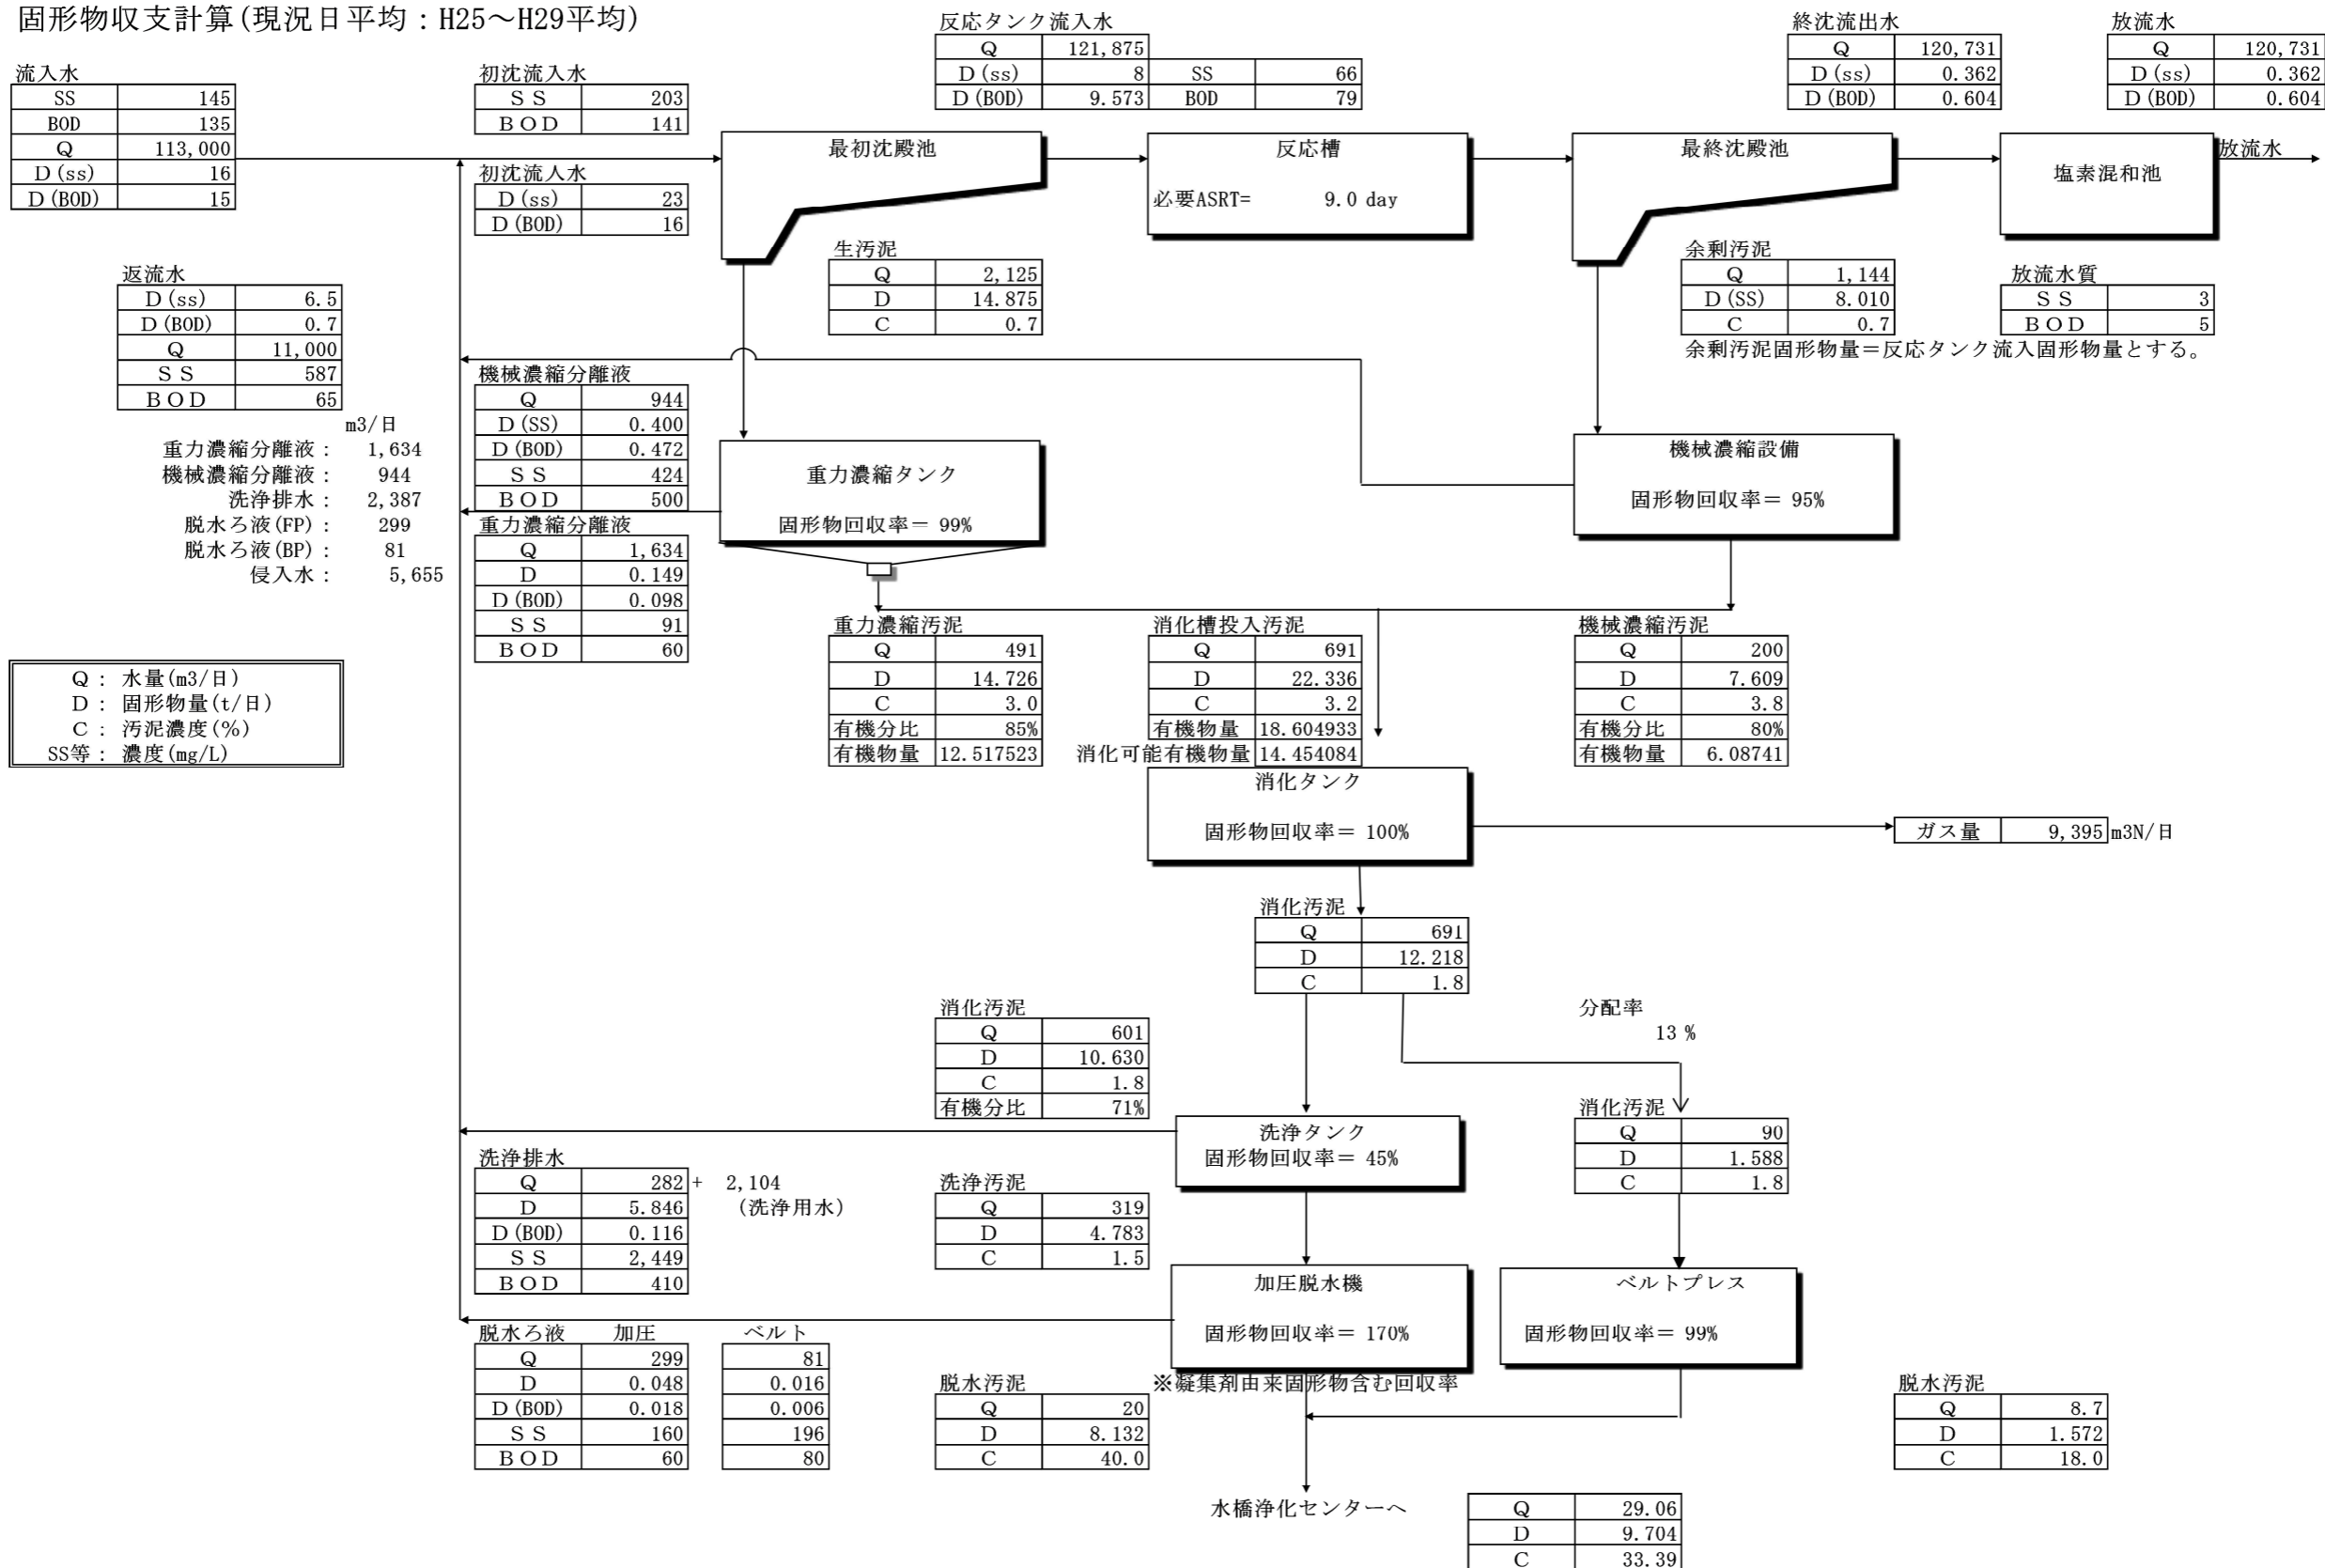 固形物収支計算(現況日平均：H25～H29平均)
反応タンク流入水
Q 121,875
D(ss) 8 SS 66
D(BOD) 9.573 BOD 79
終沈流出水
Q 120,731
D(ss) 0.362
D(BOD) 0.604
放流水
Q 120,731
D(ss) 0.362
D(BOD) 0.604
流入水
SS 145
BOD 135
Q 113,000
D(ss) 16
D(BOD) 15
初沈流入水
ＳＳ 203
ＢＯＤ 141
初沈流人水
D(ss) 23
D(BOD) 16
最初沈殿池
反応槽
必要ASRT= 9.0 day
最終沈殿池
塩素混和池
放流水
返流水
D(ss) 6.5
D(BOD) 0.7
Q 11,000
ＳＳ 587
ＢＯＤ 65
生汚泥
Q 2,125
D 14.875
C 0.7
余剰汚泥
Q 1,144
D(SS) 8.010
C 0.7
放流水質
ＳＳ 3
ＢＯＤ 5
余剰汚泥固形物量＝反応タンク流入固形物量とする。
m3/日
重力濃縮分離液： 1,634
機械濃縮分離液： 944
洗浄排水： 2,387
脱水ろ液(FP)： 299
脱水ろ液(BP)： 81
侵入水： 5,655
機械濃縮分離液
Q 944
D(SS) 0.400
D(BOD) 0.472
ＳＳ 424
ＢＯＤ 500
重力濃縮分離液
Q 1,634
D 0.149
D(BOD) 0.098
ＳＳ 91
ＢＯＤ 60
重力濃縮タンク
固形物回収率＝ 99%
機械濃縮設備
固形物回収率＝ 95%
Q： 水量(m3/日)
D： 固形物量(t/日)
C： 汚泥濃度(%)
SS等： 濃度(mg/L)
重力濃縮汚泥
Q 491
D 14.726
C 3.0
有機分比 85%
有機物量 12.517523
消化槽投入汚泥
Q 691
D 22.336
C 3.2
有機物量 18.604933
消化可能有機物量 14.454084
機械濃縮汚泥
Q 200
D 7.609
C 3.8
有機分比 80%
有機物量 6.08741
消化タンク
固形物回収率＝ 100%
ガス量 9,395 m3N/日
消化汚泥
Q 691
D 12.218
C 1.8
消化汚泥
Q 601
D 10.630
C 1.8
有機分比 71%
分配率
13 %
消化汚泥
Q 90
D 1.588
C 1.8
洗浄タンク
固形物回収率＝ 45%
洗浄排水
Q 282 + 2,104
D 5.846 (洗浄用水)
D(BOD) 0.116
ＳＳ 2,449
ＢＯＤ 410
洗浄汚泥
Q 319
D 4.783
C 1.5
加圧脱水機
固形物回収率＝ 170%
※凝集剤由来固形物含む回収率
ベルトプレス
固形物回収率＝ 99%
脱水ろ液 加圧 ベルト
Q 299 81
D 0.048 0.016
D(BOD) 0.018 0.006
ＳＳ 160 196
ＢＯＤ 60 80
脱水汚泥
Q 20
D 8.132
C 40.0
脱水汚泥
Q 8.7
D 1.572
C 18.0
水橋浄化センターへ
Q 29.06
D 9.704
C 33.39